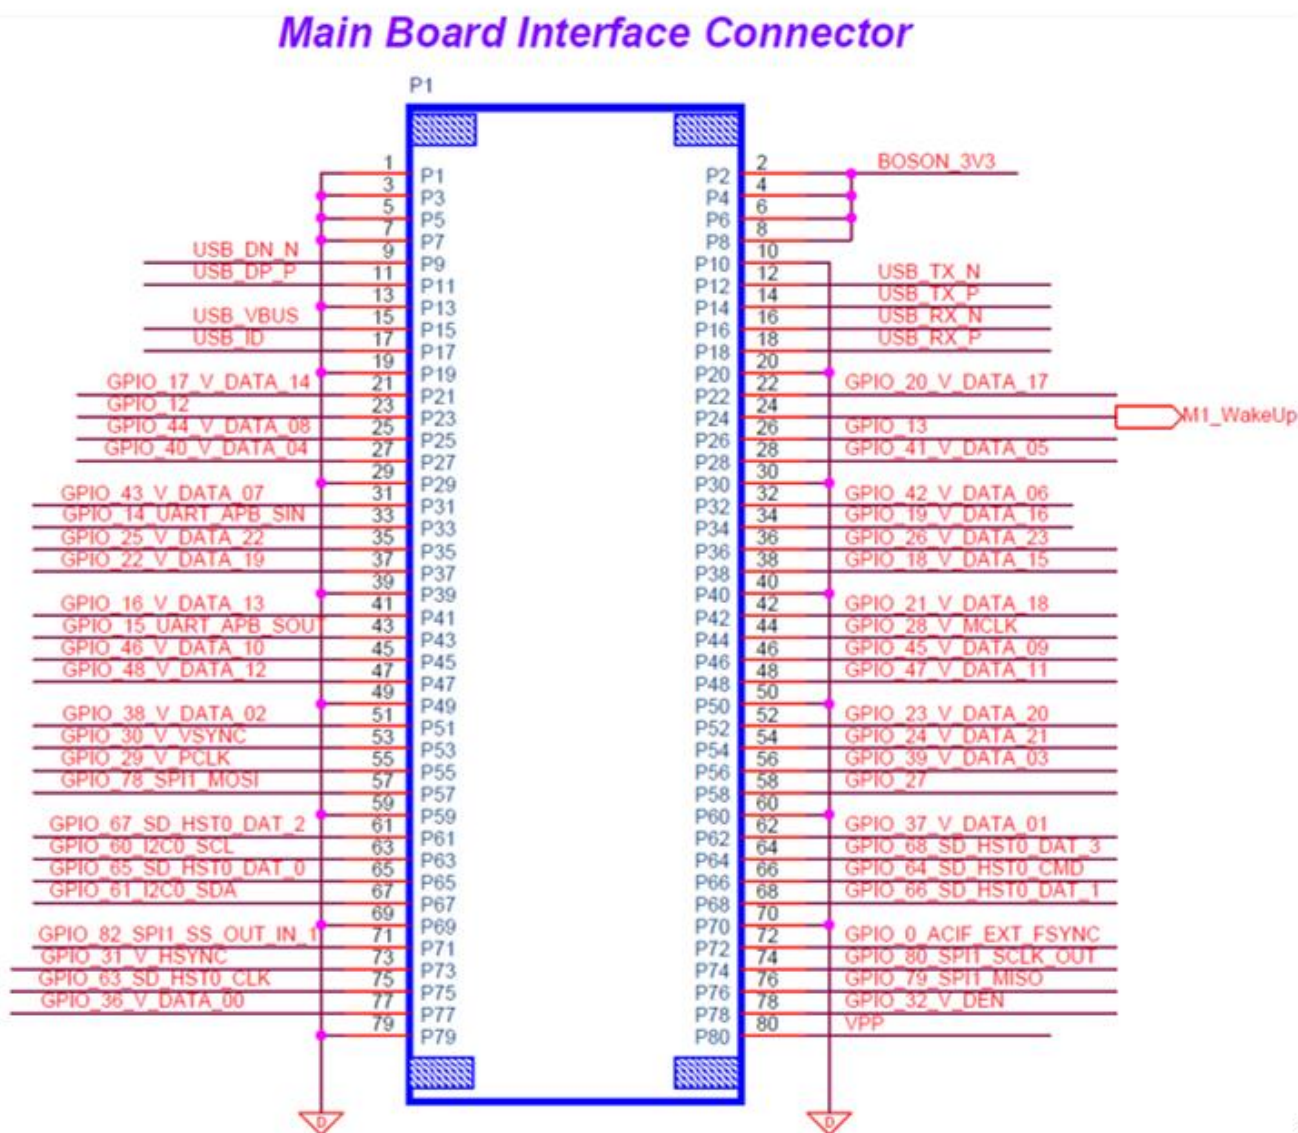 Main Board Interface Connector
P1
1 P1 P2 2 BOSON_3V3
3 P3 P4 4
5 P5 P6 6
7 P7 P8 8
USB_DN_N 9 P9 P10 10
USB_DP_P 11 P11 P12 12 USB_TX_N
13 P13 P14 14 USB_TX_P
USB_VBUS 15 P15 P16 16 USB_RX_N
USB_ID 17 P17 P18 18 USB_RX_P
19 P19 P20 20
GPIO_17_V_DATA_14 21 P21 P22 22 GPIO_20_V_DATA_17
GPIO_12 23 P23 P24 24 M1_WakeUp
GPIO_44_V_DATA_08 25 P25 P26 26 GPIO_13
GPIO_40_V_DATA_04 27 P27 P28 28 GPIO_41_V_DATA_05
29 P29 P30 30
GPIO_43_V_DATA_07 31 P31 P32 32 GPIO_42_V_DATA_06
GPIO_14_UART_APB_SIN 33 P33 P34 34 GPIO_19_V_DATA_16
GPIO_25_V_DATA_22 35 P35 P36 36 GPIO_26_V_DATA_23
GPIO_22_V_DATA_19 37 P37 P38 38 GPIO_18_V_DATA_15
39 P39 P40 40
GPIO_16_V_DATA_13 41 P41 P42 42 GPIO_21_V_DATA_18
GPIO_15_UART_APB_SOUT 43 P43 P44 44 GPIO_28_V_MCLK
GPIO_46_V_DATA_10 45 P45 P46 46 GPIO_45_V_DATA_09
GPIO_48_V_DATA_12 47 P47 P48 48 GPIO_47_V_DATA_11
49 P49 P50 50
GPIO_38_V_DATA_02 51 P51 P52 52 GPIO_23_V_DATA_20
GPIO_30_V_VSYNC 53 P53 P54 54 GPIO_24_V_DATA_21
GPIO_29_V_PCLK 55 P55 P56 56 GPIO_39_V_DATA_03
GPIO_78_SPI1_MOSI 57 P57 P58 58 GPIO_27
59 P59 P60 60
GPIO_67_SD_HST0_DAT_2 61 P61 P62 62 GPIO_37_V_DATA_01
GPIO_60_I2C0_SCL 63 P63 P64 64 GPIO_68_SD_HST0_DAT_3
GPIO_65_SD_HST0_DAT_0 65 P65 P66 66 GPIO_64_SD_HST0_CMD
GPIO_61_I2C0_SDA 67 P67 P68 68 GPIO_66_SD_HST0_DAT_1
69 P69 P70 70
GPIO_82_SPI1_SS_OUT_IN_1 71 P71 P72 72 GPIO_0_ACIF_EXT_FSYNC
GPIO_31_V_HSYNC 73 P73 P74 74 GPIO_80_SPI1_SCLK_OUT
GPIO_63_SD_HST0_CLK 75 P75 P76 76 GPIO_79_SPI1_MISO
GPIO_36_V_DATA_00 77 P77 P78 78 GPIO_32_V_DEN
79 P79 P80 80 VPP
D D